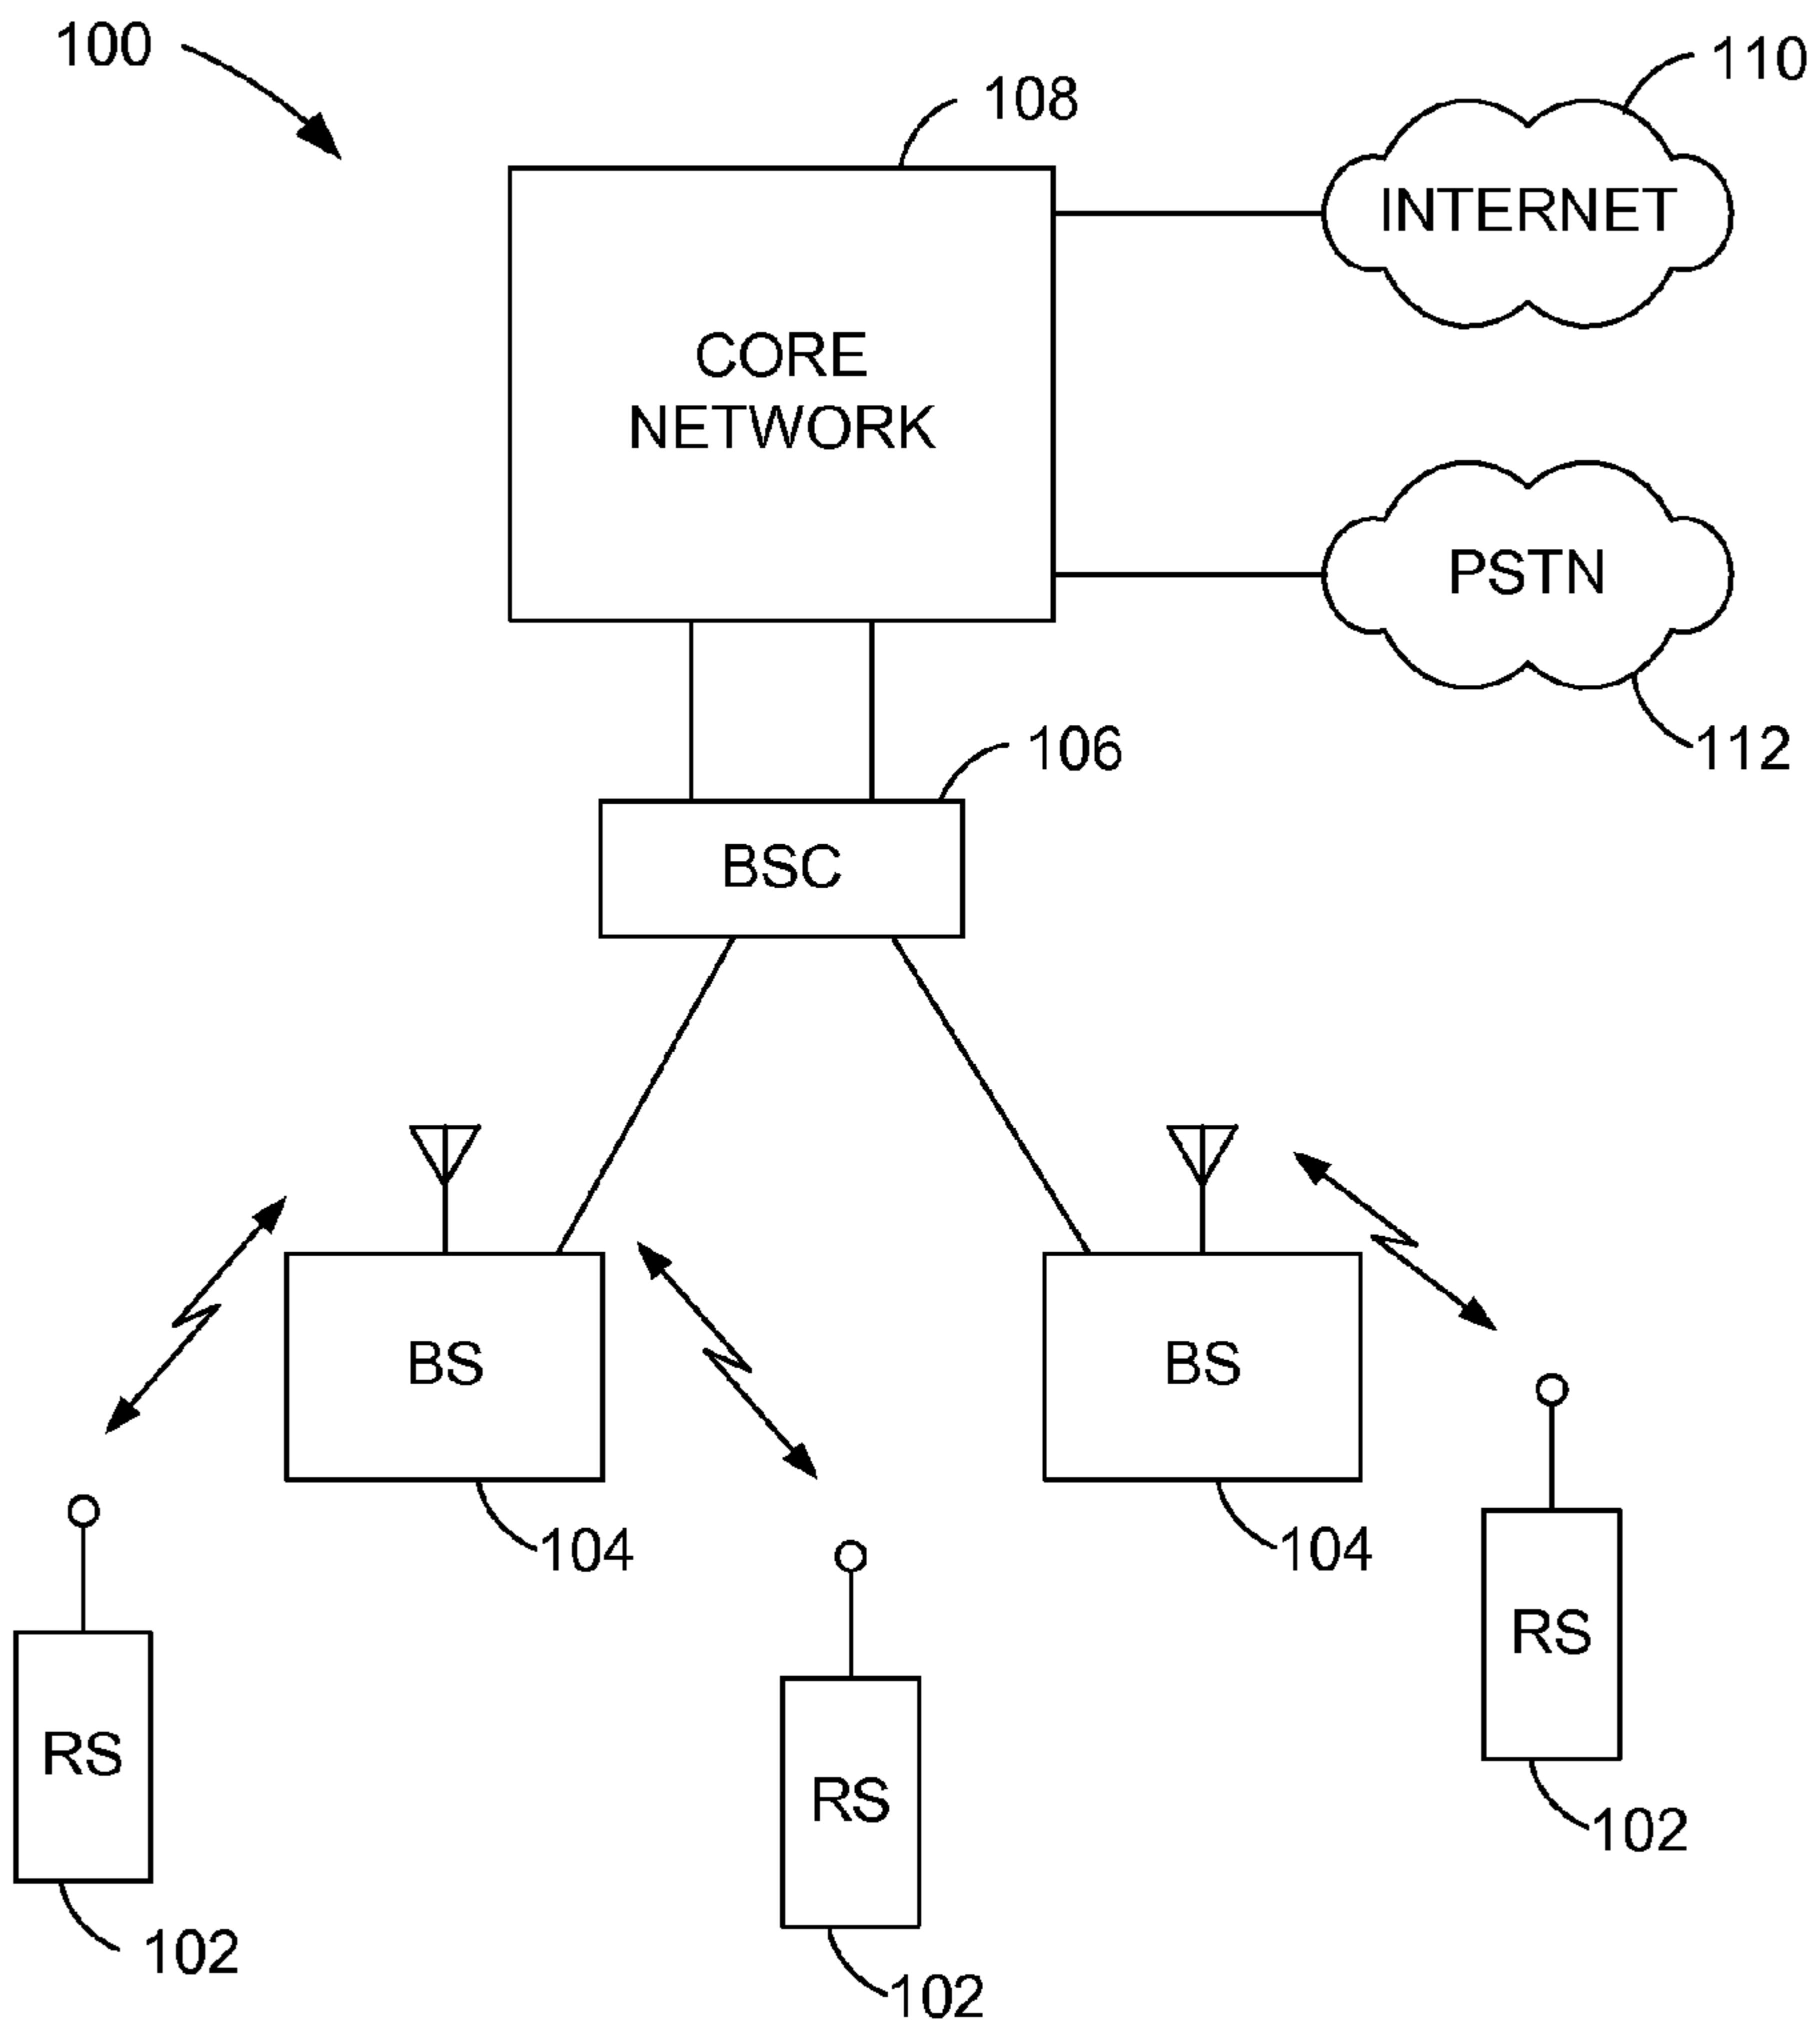 100
108
110
INTERNET
CORE
NETWORK
PSTN
112
106
BSC
BS
BS
104
104
RS
RS
RS
102
102
102